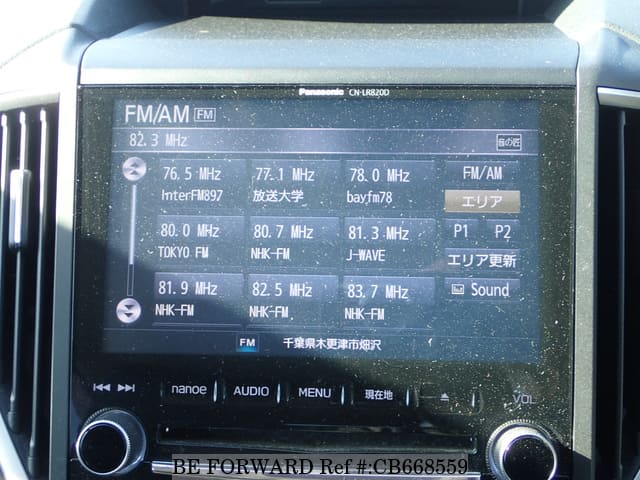 Panasonic CN-LR820D
FM/AM FM
82.3 MHz 音の匠
76.5 MHz 77.1 MHz 78.0 MHz FM/AM
InterFM897 放送大学 bayfm78 エリア
80.0 MHz 80.7 MHz 81.3 MHz P1 P2
TOKYO FM NHK-FM J-WAVE エリア更新
81.9 MHz 82.5 MHz 83.7 MHz Sound
NHK-FM NHK-FM NHK-FM
FM 千葉県木更津市畑沢
nanoe AUDIO MENU 現在地 VOL
BE FORWARD Ref #:CB668559